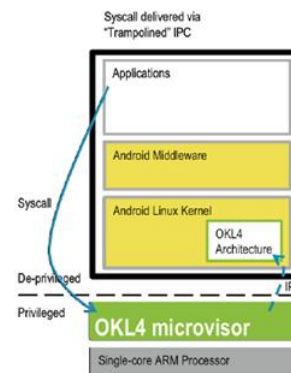 Syscall delivered via
"Trampolined" IPC
Applications
Android Middleware
Android Linux Kernel
OKL4
Architecture
Syscall
De-privileged
Privileged
OKL4 microvisor
Single-core ARM Processor